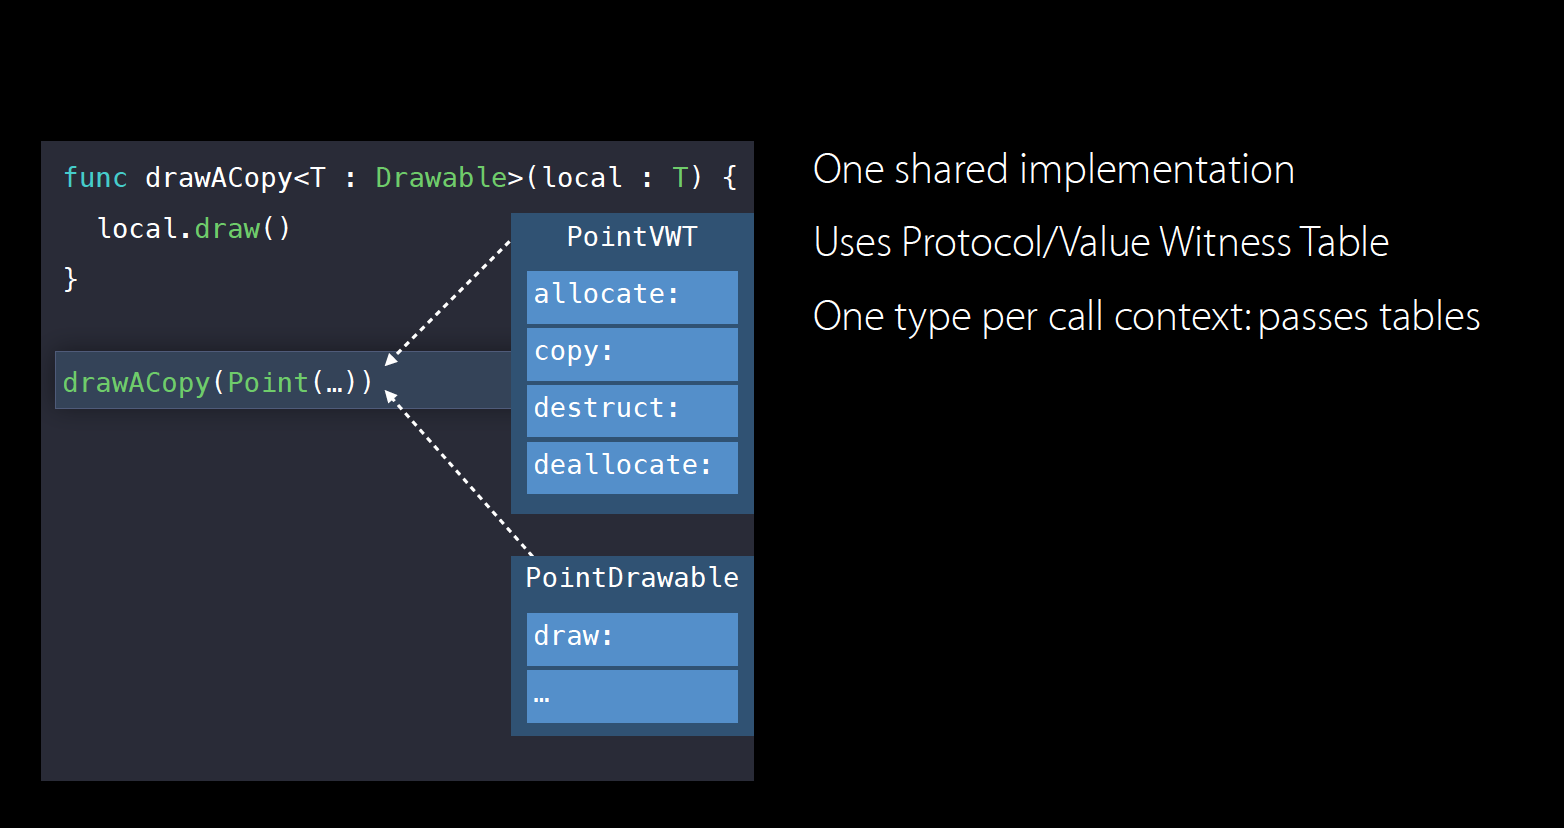 func drawACopy<T : Drawable>(local : T) {
local.draw()
}
drawACopy(Point(…))
PointVWT
allocate:
copy:
destruct:
deallocate:
PointDrawable
draw:
…
One shared implementation
Uses Protocol/Value Witness Table
One type per call context: passes tables